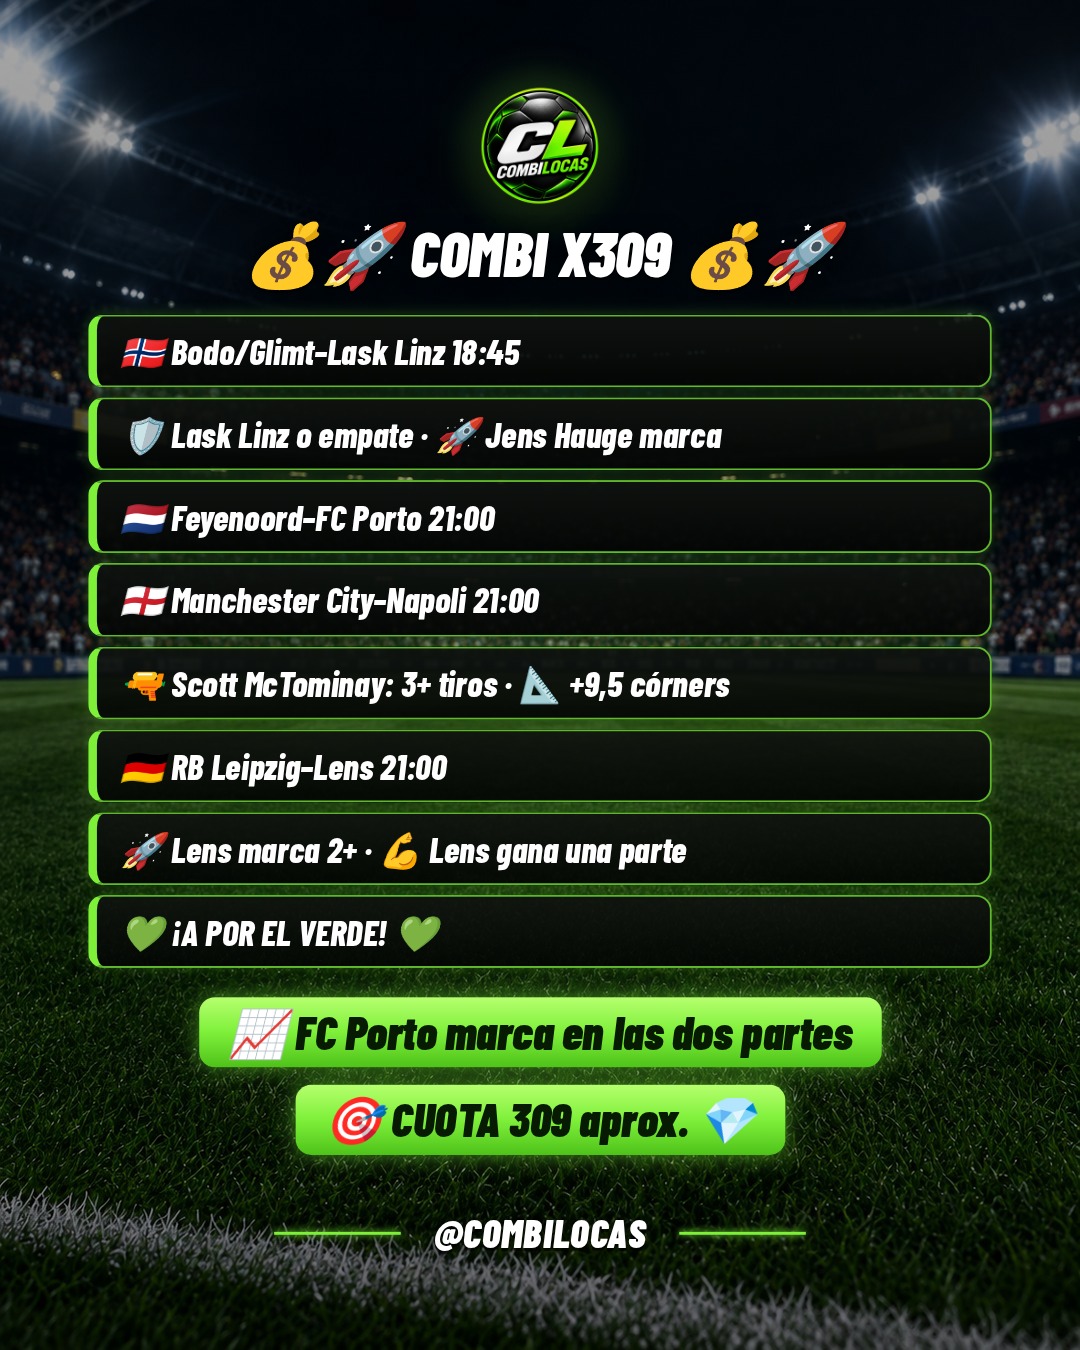 CL
COMBILOCAS
💰🚀 COMBI X309 💰🚀
🇳🇴 Bodo/Glimt-Lask Linz 18:45
🛡️ Lask Linz o empate · 🚀 Jens Hauge marca
🇳🇱 Feyenoord-FC Porto 21:00
🏴󠁧󠁢󠁥󠁮󠁧󠁿 Manchester City-Napoli 21:00
🔫 Scott McTominay: 3+ tiros · 📐 +9,5 córners
🇩🇪 RB Leipzig-Lens 21:00
🚀 Lens marca 2+ · 💪 Lens gana una parte
💚 ¡A POR EL VERDE! 💚
📈 FC Porto marca en las dos partes
🎯 CUOTA 309 aprox. 💎
@COMBILOCAS